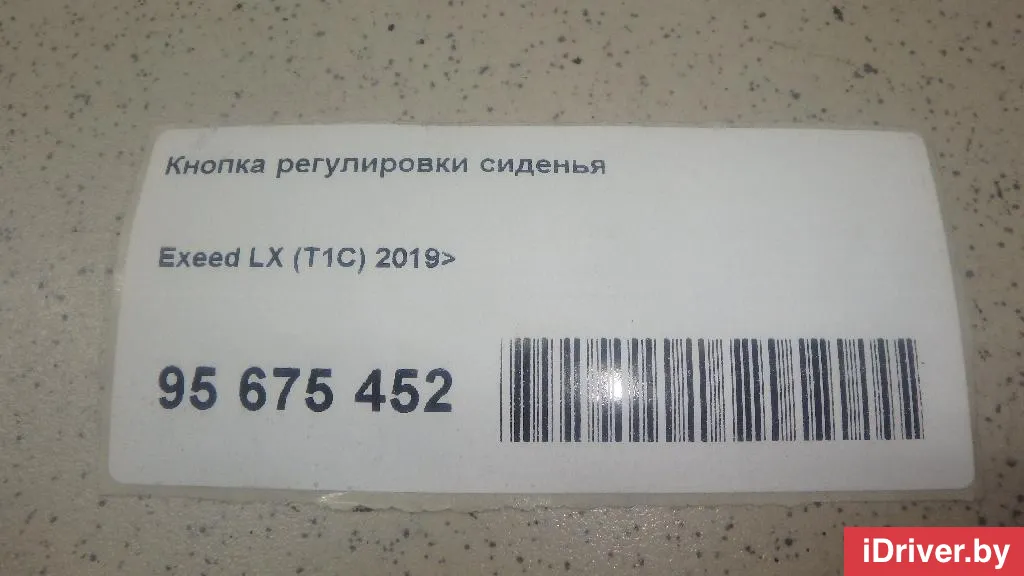 Кнопка регулировки сиденья
Exeed LX (T1C) 2019>
95 675 452
iDriver.by